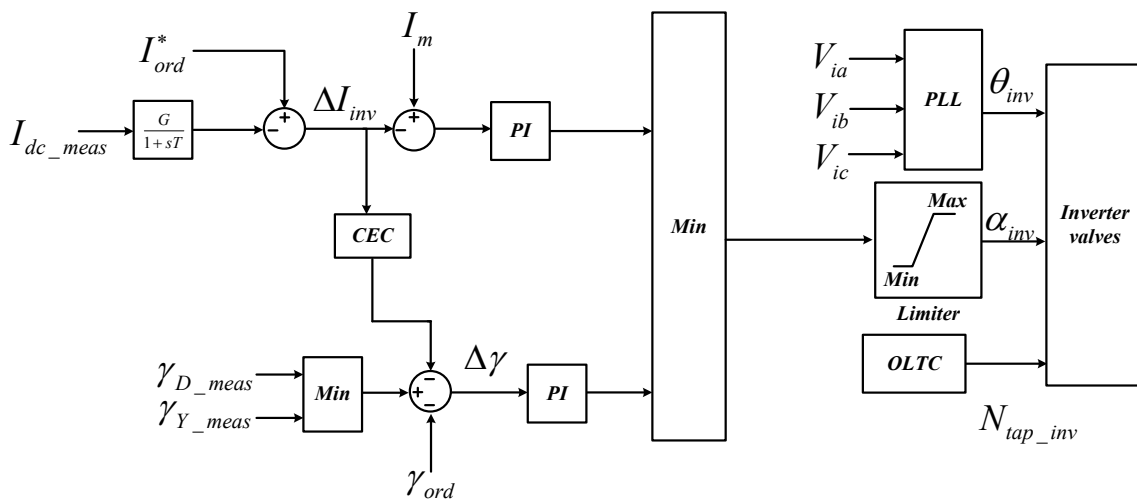 I*ord
Im
Idc_meas
G
1+sT
ΔIinv
PI
CEC
γD_meas
γY_meas
Min
Δγ
PI
γord
Min
Via
Vib
Vic
PLL
θinv
Max
Min
Limiter
αinv
OLTC
Ntap_inv
Inverter
valves
+
−
−
−
+
−